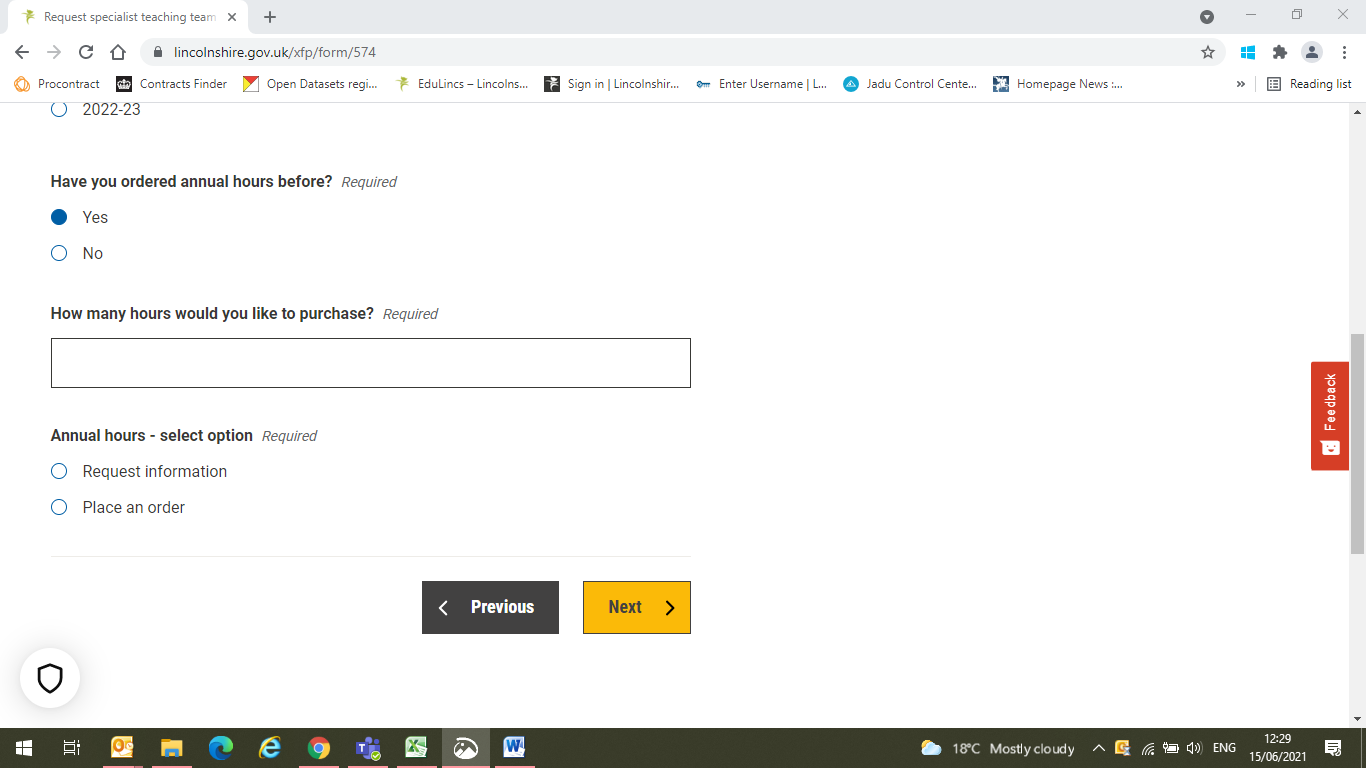 Request specialist teaching team
lincolnshire.gov.uk/xfp/form/574
Procontract
Contracts Finder
Open Datasets regi...
EduLincs – Lincolns...
Sign in | Lincolnshir...
Enter Username | L...
Jadu Control Cente...
Homepage News :...
»
Reading list
2022-23
Have you ordered annual hours before? Required
Yes
No
How many hours would you like to purchase? Required
Annual hours - select option Required
Request information
Place an order
Previous
Next
Feedback
18°C Mostly cloudy
ENG
12:29
15/06/2021